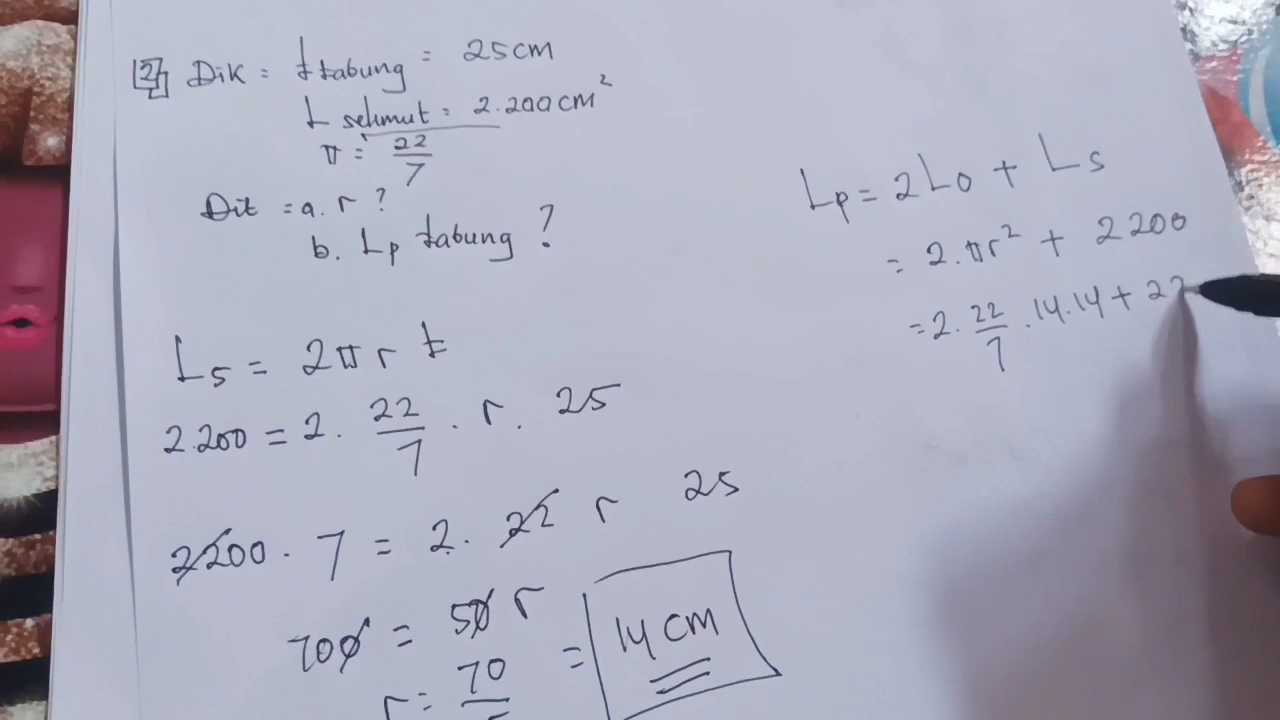 2 Dik = t tabung = 25 cm
L selimut = 2.200 cm²
π = 22/7
Dit = a. r ?
b. Lp tabung ?
Ls = 2πr t
2.200 = 2. 22/7 . r. 25
2200 . 7 = 2. 22 r 25
700 = 50 r
r = 70 = 14 cm
Lp = 2La + Ls
= 2.πr² + 2200
= 2. 22/7 .14.14 + 22